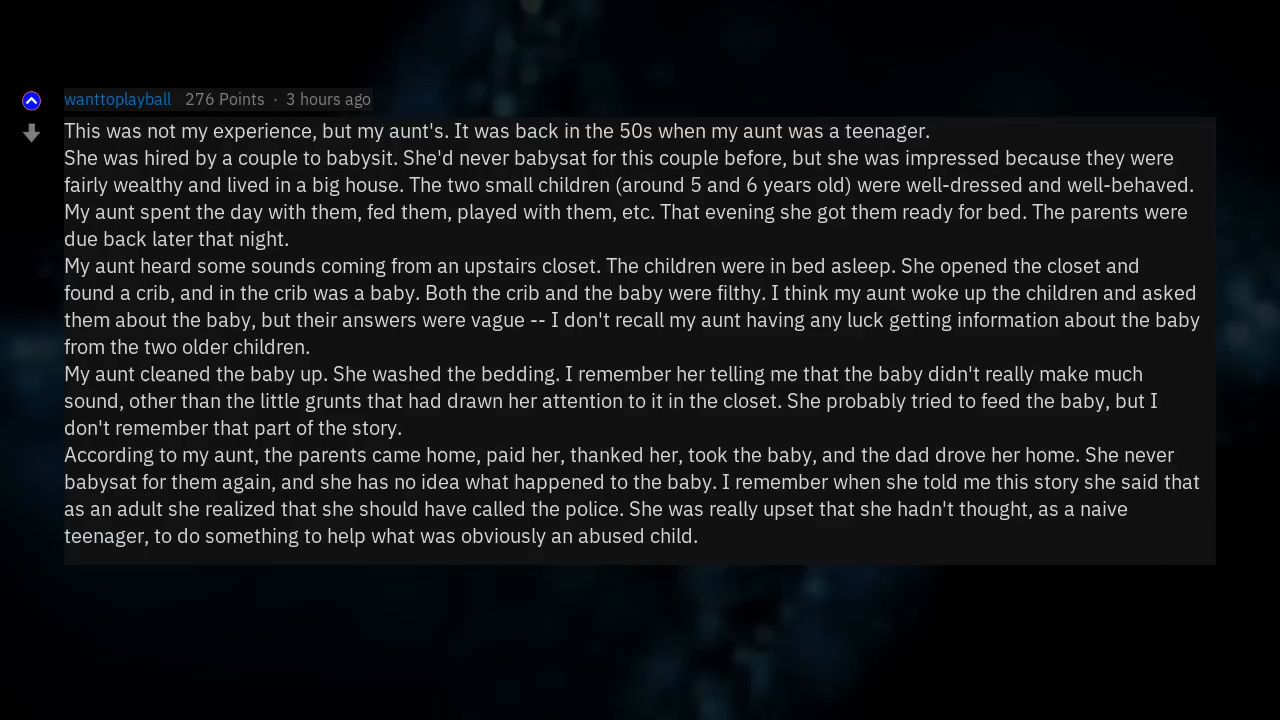 wanttoplayball 276 Points · 3 hours ago
This was not my experience, but my aunt's. It was back in the 50s when my aunt was a teenager.
She was hired by a couple to babysit. She'd never babysat for this couple before, but she was impressed because they were
fairly wealthy and lived in a big house. The two small children (around 5 and 6 years old) were well-dressed and well-behaved.
My aunt spent the day with them, fed them, played with them, etc. That evening she got them ready for bed. The parents were
due back later that night.
My aunt heard some sounds coming from an upstairs closet. The children were in bed asleep. She opened the closet and
found a crib, and in the crib was a baby. Both the crib and the baby were filthy. I think my aunt woke up the children and asked
them about the baby, but their answers were vague -- I don't recall my aunt having any luck getting information about the baby
from the two older children.
My aunt cleaned the baby up. She washed the bedding. I remember her telling me that the baby didn't really make much
sound, other than the little grunts that had drawn her attention to it in the closet. She probably tried to feed the baby, but I
don't remember that part of the story.
According to my aunt, the parents came home, paid her, thanked her, took the baby, and the dad drove her home. She never
babysat for them again, and she has no idea what happened to the baby. I remember when she told me this story she said that
as an adult she realized that she should have called the police. She was really upset that she hadn't thought, as a naive
teenager, to do something to help what was obviously an abused child.